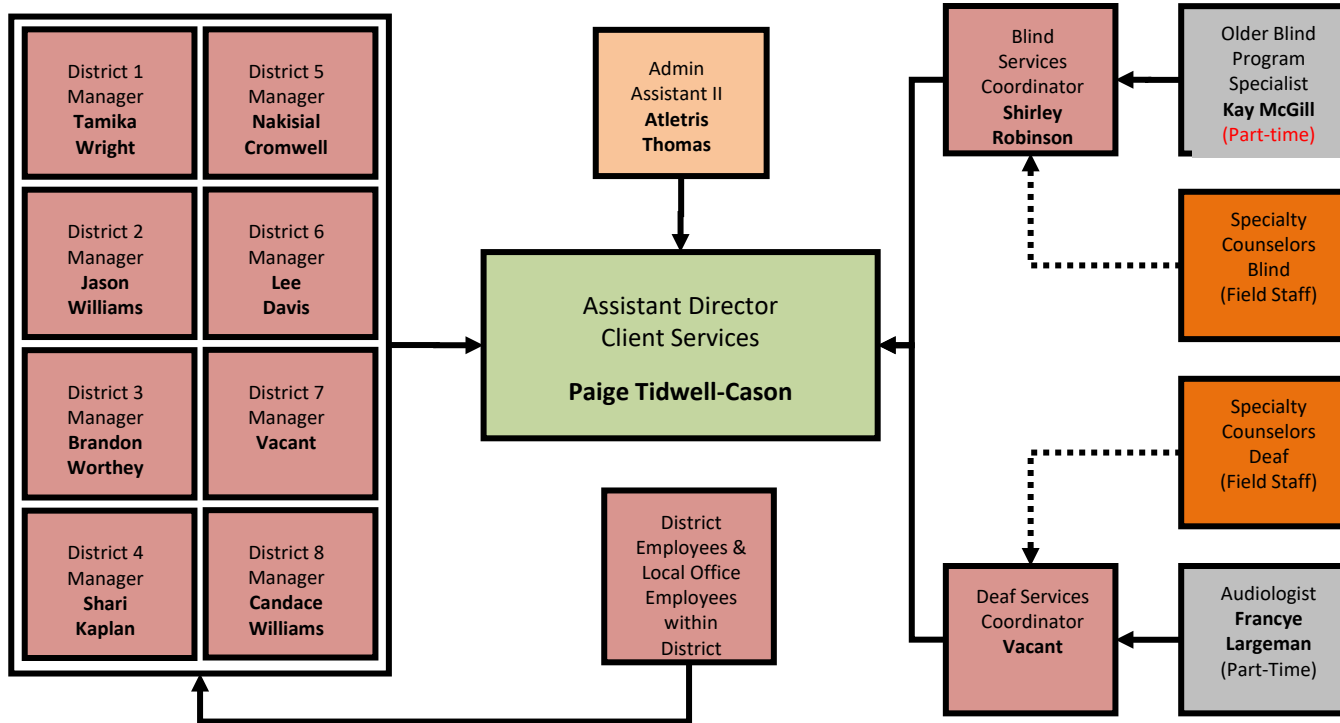 District 1
Manager
Tamika
Wright
District 5
Manager
Nakisial
Cromwell
District 2
Manager
Jason
Williams
District 6
Manager
Lee
Davis
District 3
Manager
Brandon
Worthey
District 7
Manager
Vacant
District 4
Manager
Shari
Kaplan
District 8
Manager
Candace
Williams
Admin
Assistant II
Atletris
Thomas
Assistant Director
Client Services
Paige Tidwell-Cason
District
Employees &
Local Office
Employees
within
District
Blind
Services
Coordinator
Shirley
Robinson
Older Blind
Program
Specialist
Kay McGill
(Part-time)
Specialty
Counselors
Blind
(Field Staff)
Specialty
Counselors
Deaf
(Field Staff)
Deaf Services
Coordinator
Vacant
Audiologist
Francye
Largeman
(Part-Time)